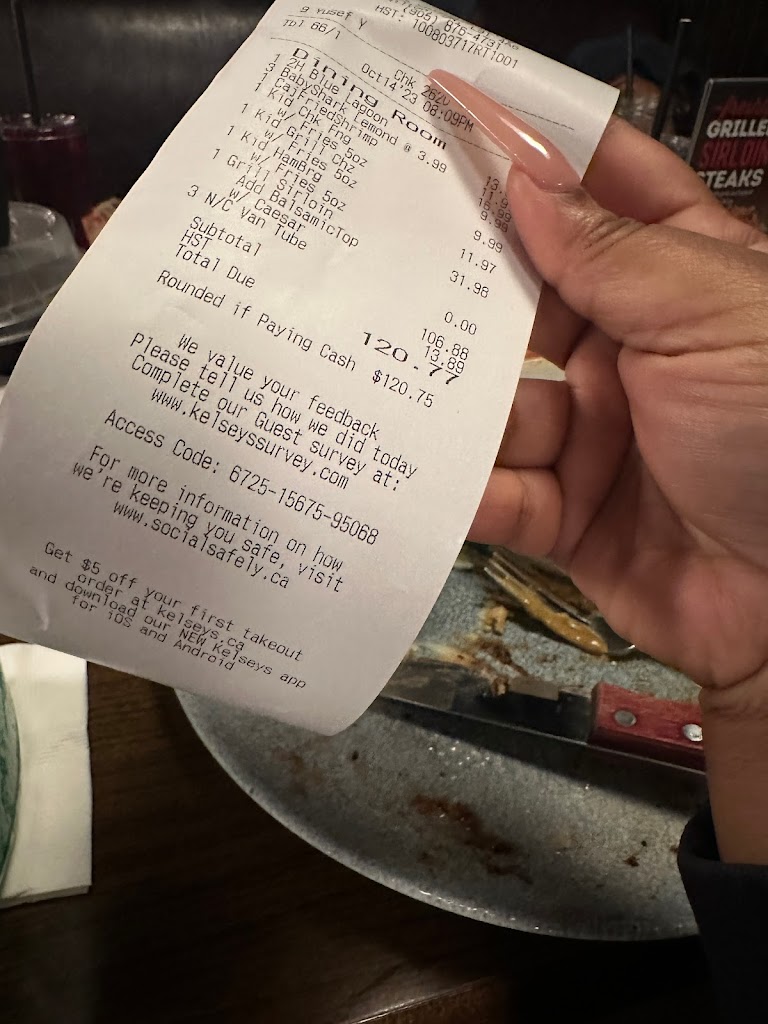 (905) 876-4731
HST: 100803717RT1001
9 Yusef Y
Tbl 66/1
Chk 2620
Oct14'23 08:09PM
Dining Room
1 2H Blue Lagoon
3 BabyShark Lemond @ 3.99
1 CajFriedShrimp
1 Kid Chk Fng
w/ Fries 5oz
1 Kid Grill Chz
w/ Fries 5oz
1 Kid HamBrg
w/ Fries 5oz
1 Grill Sirloin
Add BalsamicTop
w/ Caesar
3 N/C Van Tube
9.99
11.97
31.98
0.00
Subtotal 106.88
HST 13.89
Total Due 120.77
Rounded if Paying Cash $120.75
We value your feedback
please tell us how we did today
Complete our Guest survey at:
www.kelseyssurvey.com
Access Code: 6725-15675-95068
For more information on how
we're keeping you safe, visit
www.socialsafely.ca
Get $5 off your first takeout
order at kelseys.ca
and download our NEW Kelseys app
for iOS and Android
GRILLE
SIRLOIN
STEAKS